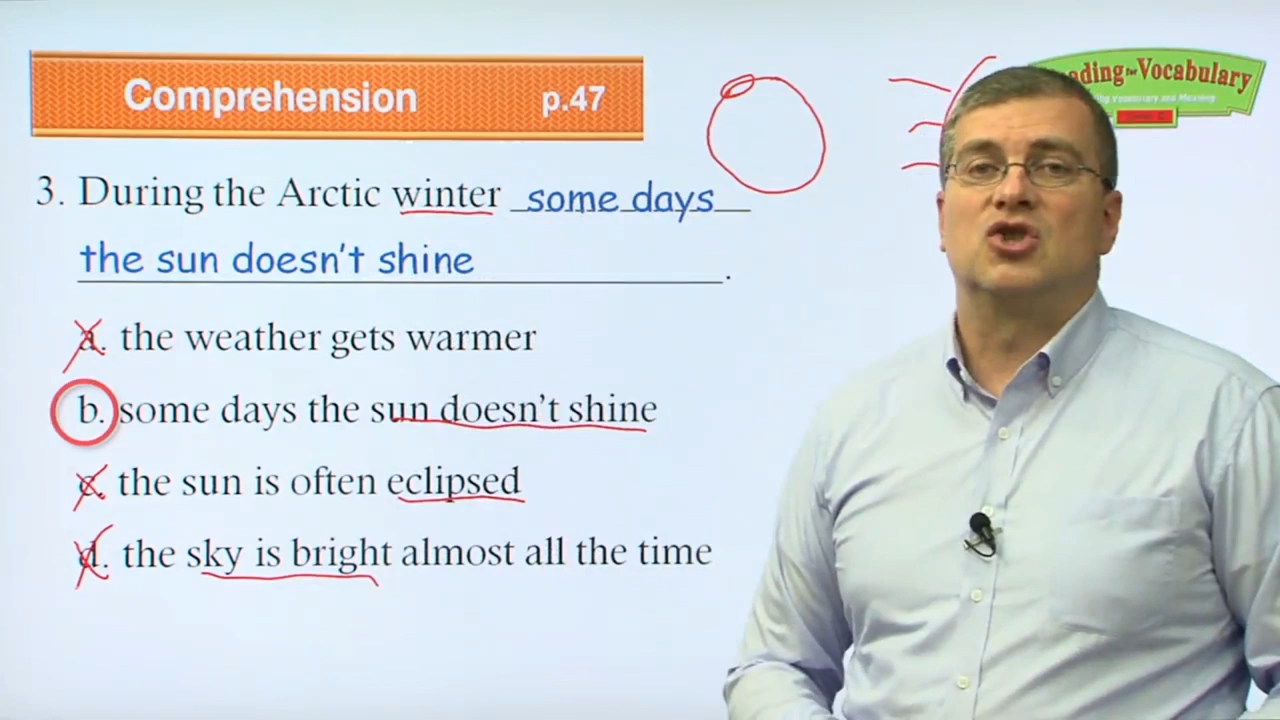 Comprehension p.47
Vocabulary
3. During the Arctic winter some days
the sun doesn't shine.
a. the weather gets warmer
b. some days the sun doesn't shine
c. the sun is often eclipsed
d. the sky is bright almost all the time